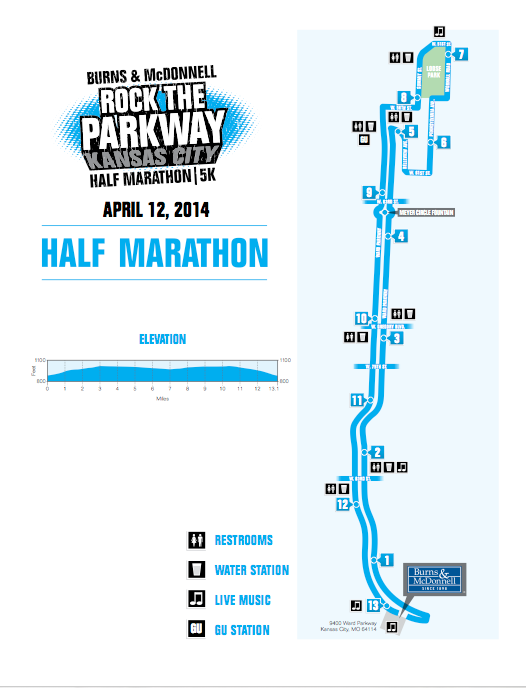 BURNS & McDONNELL
ROCK THE
PARKWAY
KANSAS CITY
HALF MARATHON | 5K
APRIL 12, 2014
HALF MARATHON
ELEVATION
1100
1100
Feet
800
800
0 1 2 3 4 5 6 7 8 9 10 11 12 13.1
Miles
RESTROOMS
WATER STATION
LIVE MUSIC
GU
GU STATION
7
LOOSE
PARK
8
5
6
9
MEYER CIRCLE FOUNTAIN
4
10
3
11
2
12
1
Burns &
McDonnell
SINCE 1898
13
9400 Ward Parkway
Kansas City, MO 64114